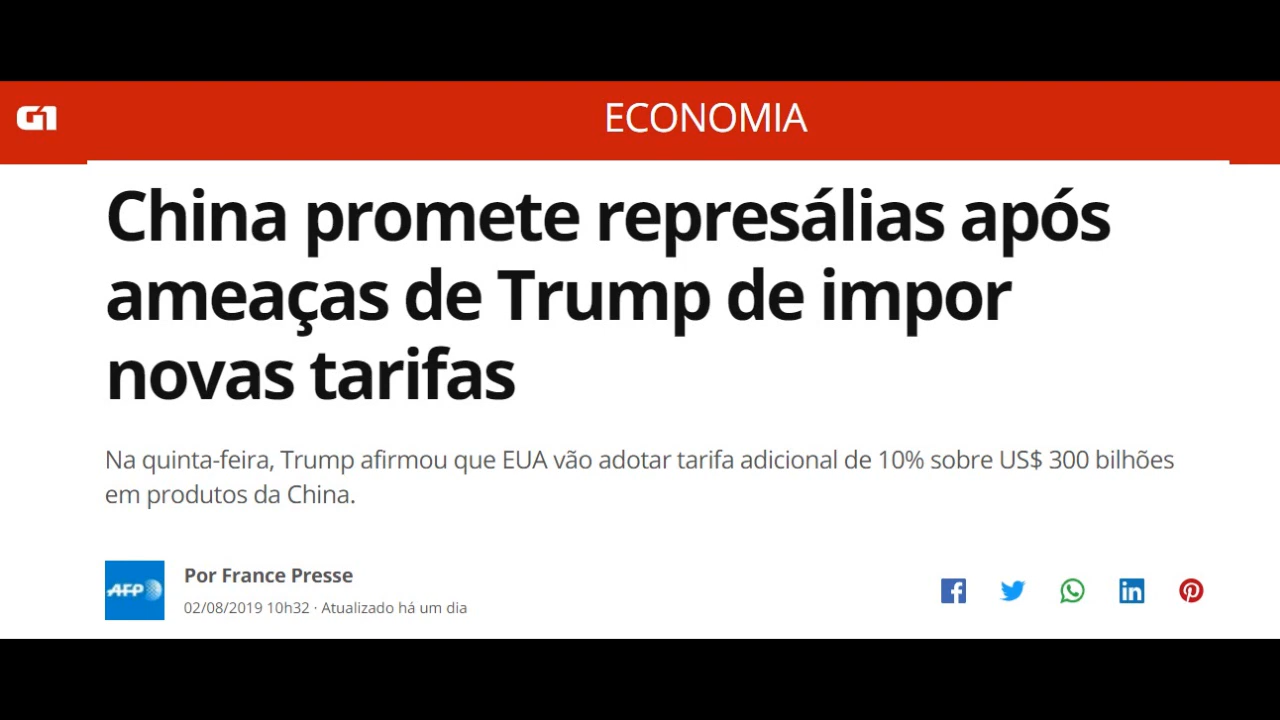 G1
ECONOMIA
China promete represálias após
ameaças de Trump de impor
novas tarifas
Na quinta-feira, Trump afirmou que EUA vão adotar tarifa adicional de 10% sobre US$ 300 bilhões
em produtos da China.
AFP
Por France Presse
02/08/2019 10h32 · Atualizado há um dia